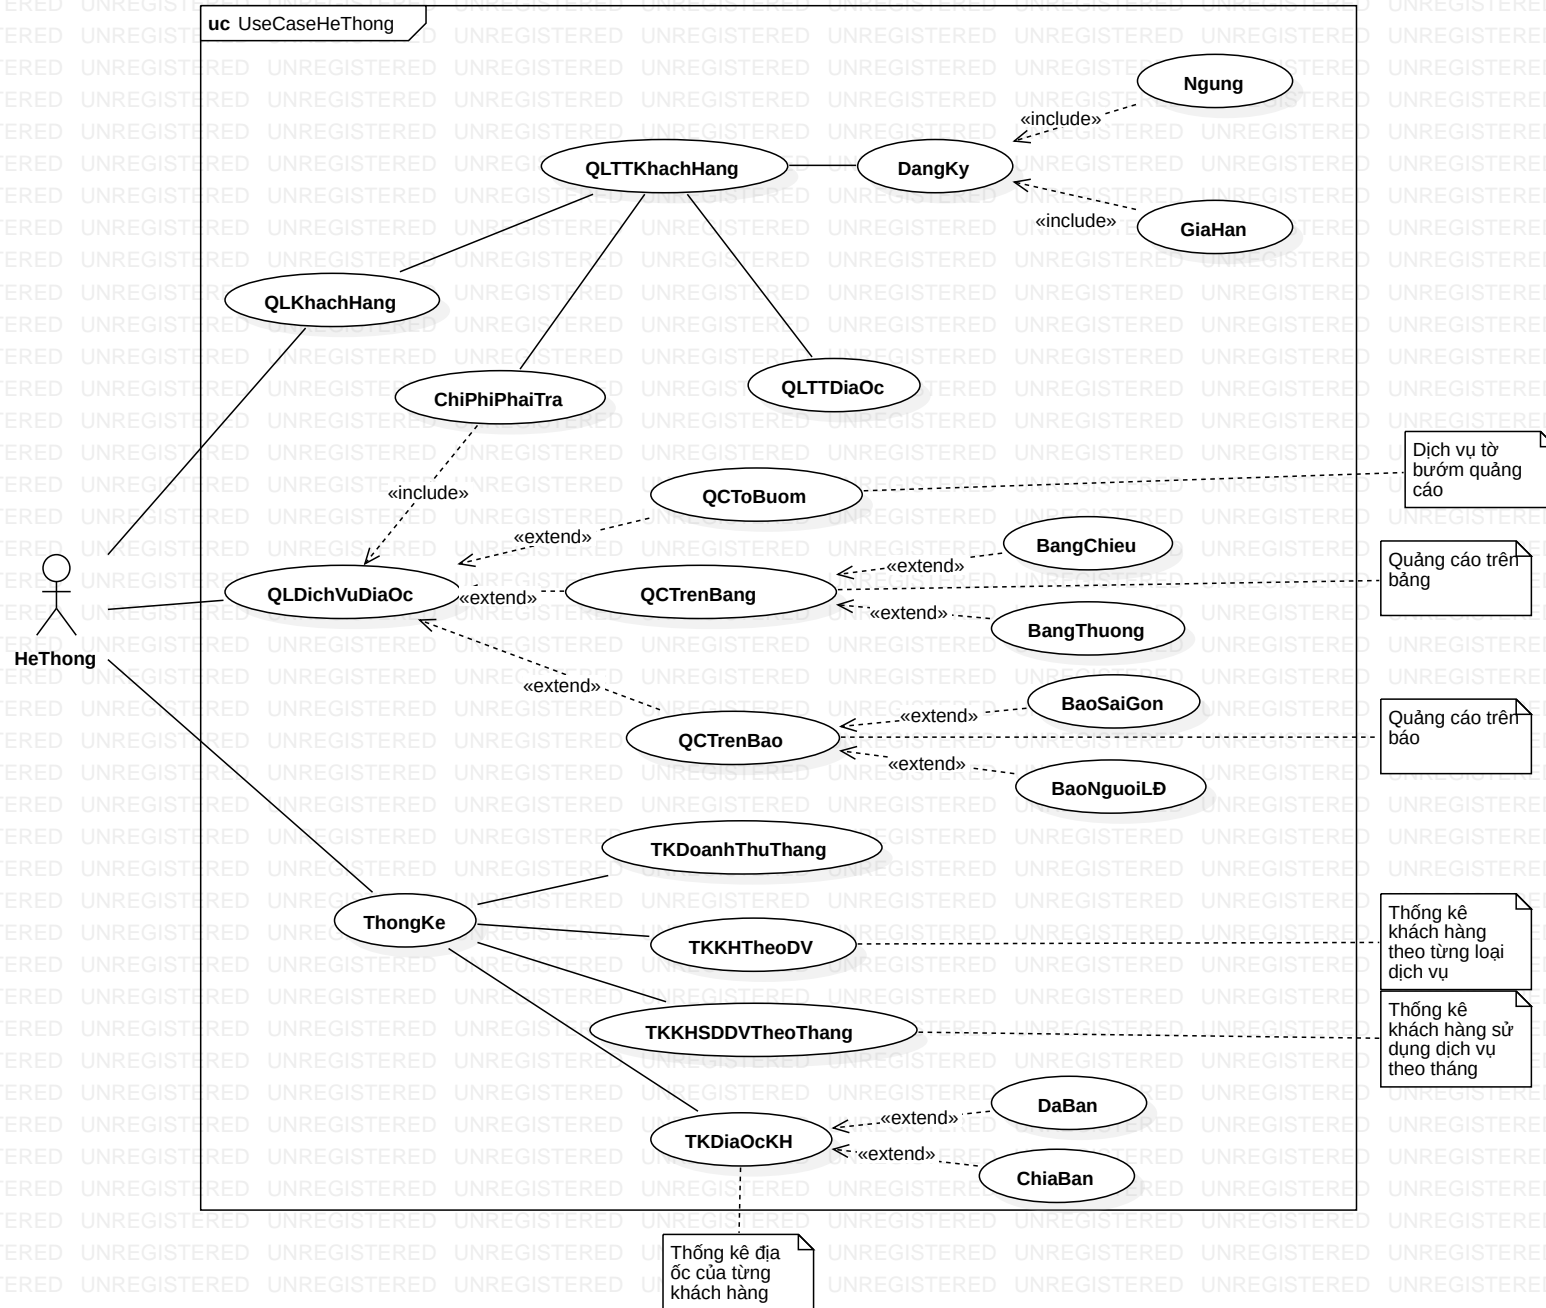 uc UseCaseHeThong
Ngung
«include»
QLTTKhachHang
DangKy
«include»
GiaHan
QLKhachHang
ChiPhiPhaiTra
QLTTDiaOc
Dịch vụ tờ
bướm quảng
cáo
«include»
QCToBuom
«extend»
BangChieu
«extend»
Quảng cáo trên
bảng
QLDichVuDiaOc
«extend»
QCTrenBang
«extend»
BangThuong
HeThong
«extend»
BaoSaiGon
«extend»
Quảng cáo trên
báo
QCTrenBao
«extend»
BaoNguoiLĐ
TKDoanhThuThang
ThongKe
Thống kê
khách hàng
theo từng loại
dịch vụ
TKKHTheoDV
Thống kê
khách hàng sử
dụng dịch vụ
theo tháng
TKKHSDDVTheoThang
DaBan
«extend»
TKDiaOcKH
«extend»
ChiaBan
Thống kê địa
ốc của từng
khách hàng
UNREGISTERED